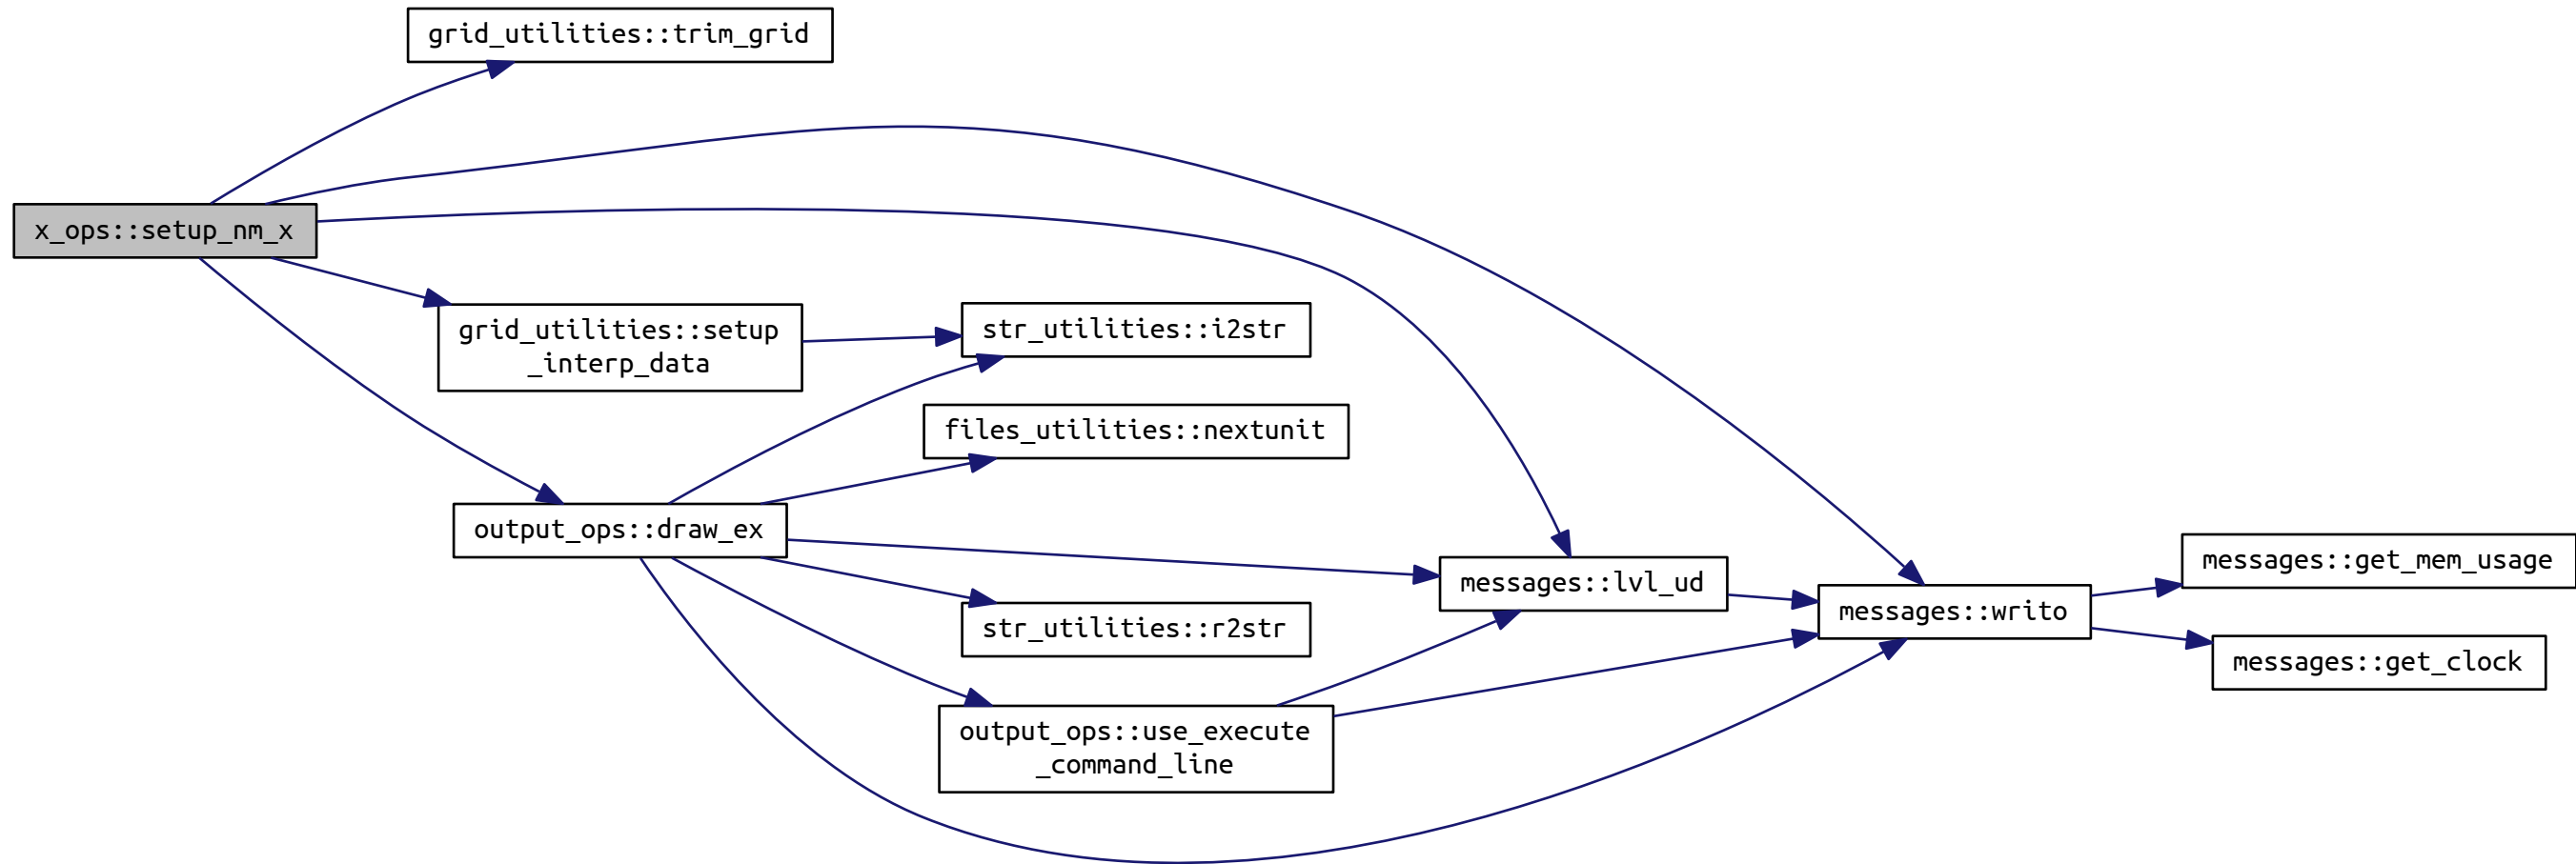 grid_utilities::trim_grid
x_ops::setup_nm_x
grid_utilities::setup
_interp_data
str_utilities::i2str
files_utilities::nextunit
output_ops::draw_ex
messages::lvl_ud
str_utilities::r2str
output_ops::use_execute
_command_line
messages::writo
messages::get_mem_usage
messages::get_clock